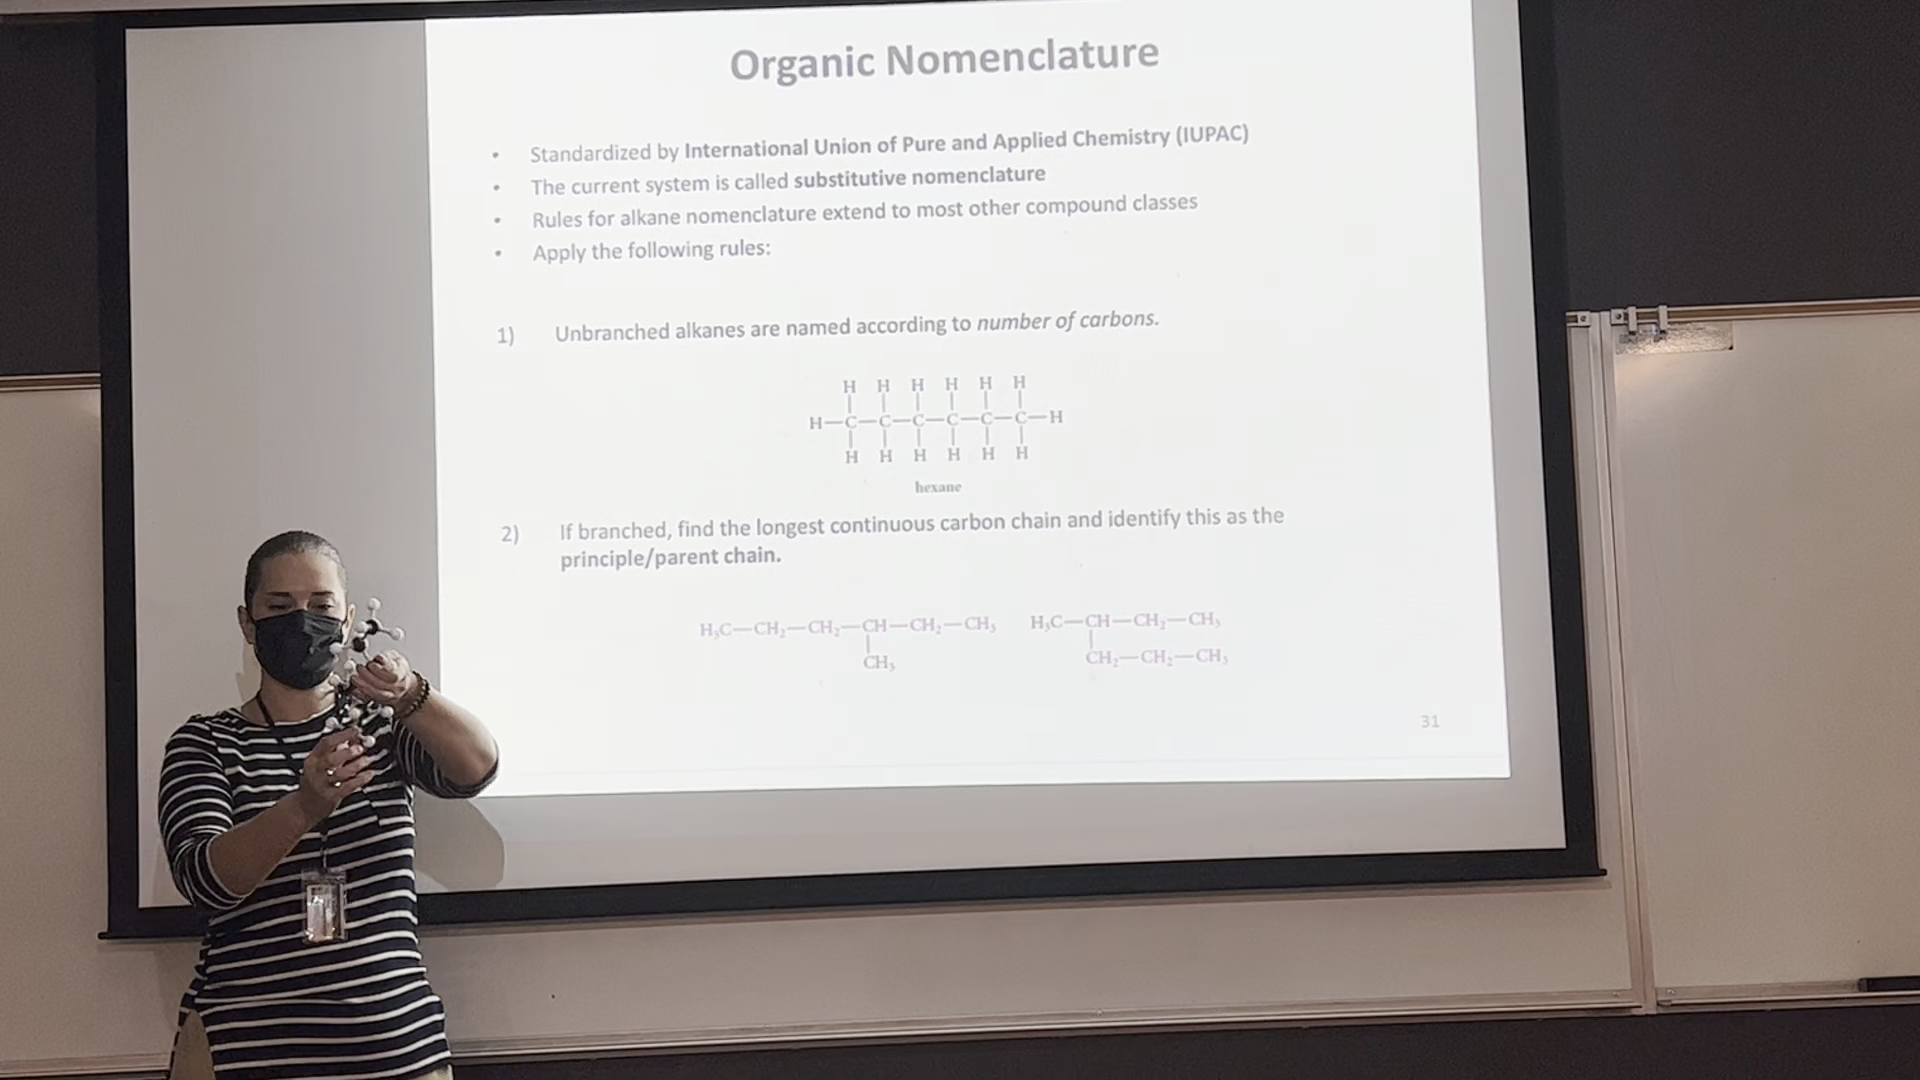 Organic Nomenclature
• Standardized by International Union of Pure and Applied Chemistry (IUPAC)
• The current system is called substitutive nomenclature
• Rules for alkane nomenclature extend to most other compound classes
• Apply the following rules:
1) Unbranched alkanes are named according to number of carbons.
H H H H H H
H—C—C—C—C—C—C—H
H H H H H H
hexane
2) If branched, find the longest continuous carbon chain and identify this as the
principle/parent chain.
H₃C—CH₂—CH₂—CH—CH₂—CH₃
CH₃
H₃C—CH—CH₂—CH₃
CH₂—CH₂—CH₃
31